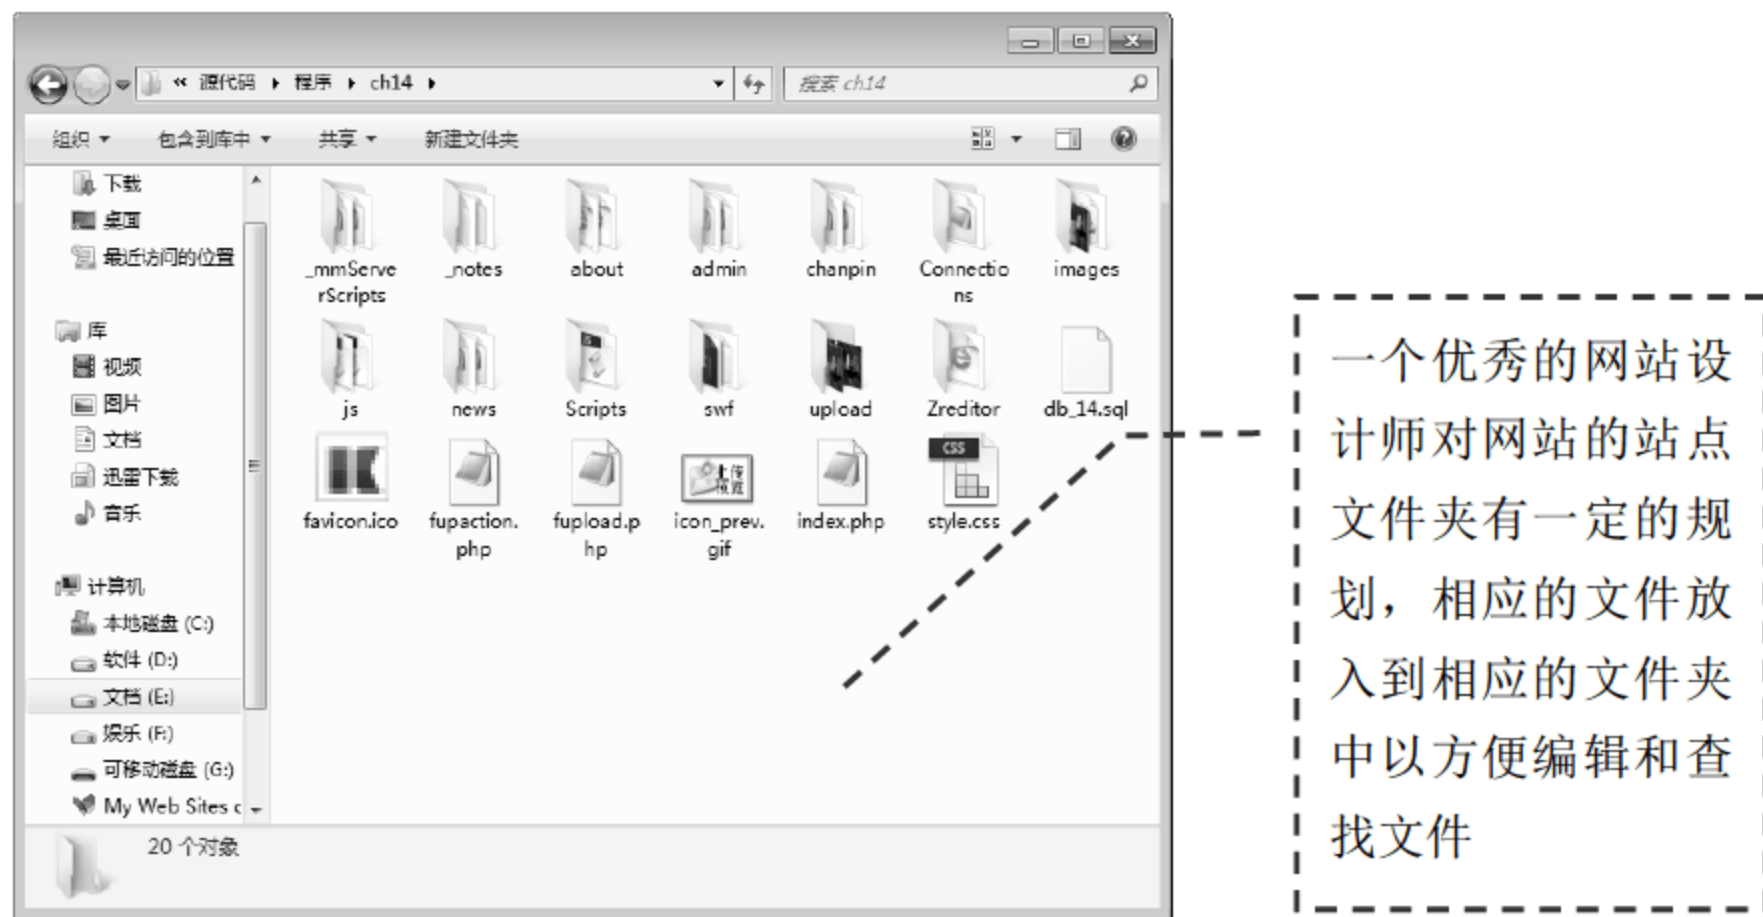 « 源代码 ▸ 程序 ▸ ch14 ▸
搜索 ch14
组织 包含到库中 共享 新建文件夹
下载
桌面
最近访问的位置
库
视频
图片
文档
迅雷下载
音乐
计算机
本地磁盘 (C:)
软件 (D:)
文档 (E:)
娱乐 (F:)
可移动磁盘 (G:)
My Web Sites c
_mmServe
rScripts
_notes
about
admin
chanpin
Connectio
ns
images
js
news
Scripts
swf
upload
Zreditor
db_14.sql
favicon.ico
fupaction.
php
fupload.p
hp
上传
预览
icon_prev.
gif
index.php
CSS
style.css
20 个对象
一个优秀的网站设
计师对网站的站点
文件夹有一定的规
划，相应的文件放
入到相应的文件夹
中以方便编辑和查
找文件